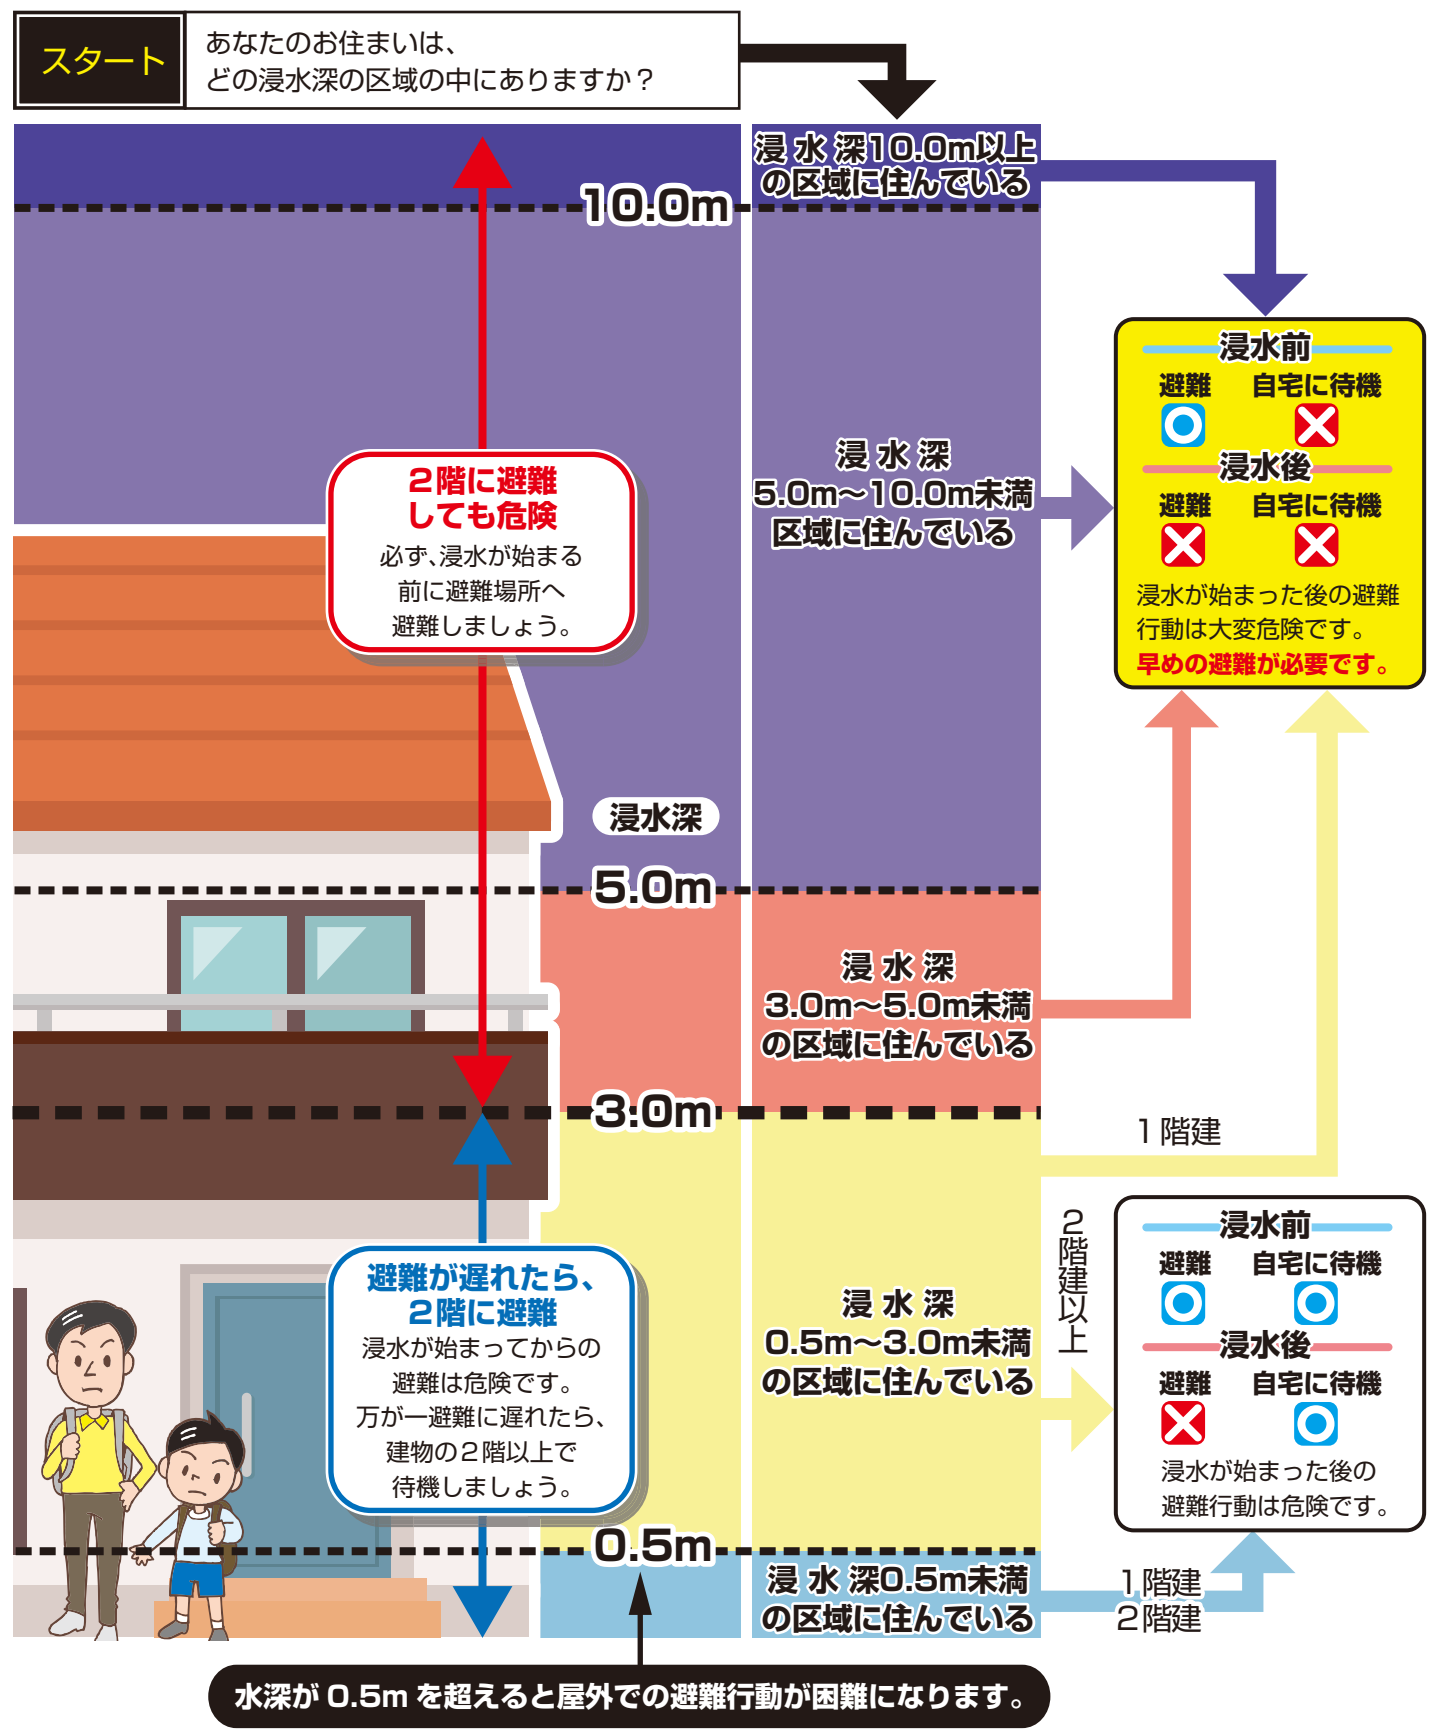 スタート
あなたのお住まいは、
どの浸水深の区域の中にありますか？
浸水深10.0m以上
の区域に住んでいる
10.0m
浸水前
避難 自宅に待機
浸水後
避難 自宅に待機
浸水が始まった後の避難
行動は大変危険です。
早めの避難が必要です。
浸水深
5.0m〜10.0m未満
区域に住んでいる
２階に避難
しても危険
必ず、浸水が始まる
前に避難場所へ
避難しましょう。
浸水深
5.0m
浸水深
3.0m〜5.0m未満
の区域に住んでいる
3.0m
１階建
２階建以上
浸水前
避難 自宅に待機
浸水後
避難 自宅に待機
浸水が始まった後の
避難行動は危険です。
避難が遅れたら、
２階に避難
浸水が始まってからの
避難は危険です。
万が一避難に遅れたら、
建物の２階以上で
待機しましょう。
浸水深
0.5m〜3.0m未満
の区域に住んでいる
0.5m
浸水深0.5m未満
の区域に住んでいる
１階建
２階建
水深が 0.5m を超えると屋外での避難行動が困難になります。